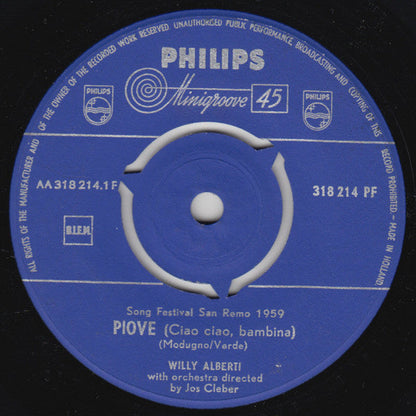 ALL RIGHTS OF THE MANUFACTURER AND OF THE OWNER OF THE RECORDED WORK RESERVED UNAUTHORIZED PUBLIC PERFORMANCE, BROADCASTING AND COPYING OF THIS RECORD PROHIBITED - MADE IN HOLLAND.
PHILIPS
PHILIPS
Minigroove 45
PHILIPS
AA 318 214.1 F
318 214 PF
B.I.E.M.
Song Festival San Remo 1959
PIOVE (Ciao ciao, bambina)
(Modugno/Verde)
WILLY ALBERTI
with orchestra directed
by Jos Cleber